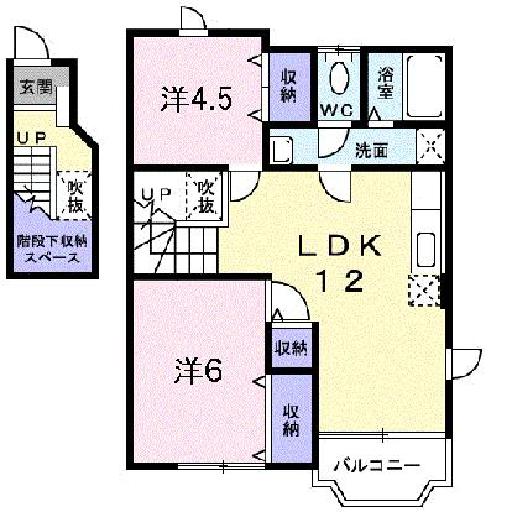 玄関
UP
吹
抜
階段下収納
スペース
洋4.5
収
納
WC
浴
室
洗面
UP
吹
抜
LDK
12
洋6
収納
収
納
バルコニー